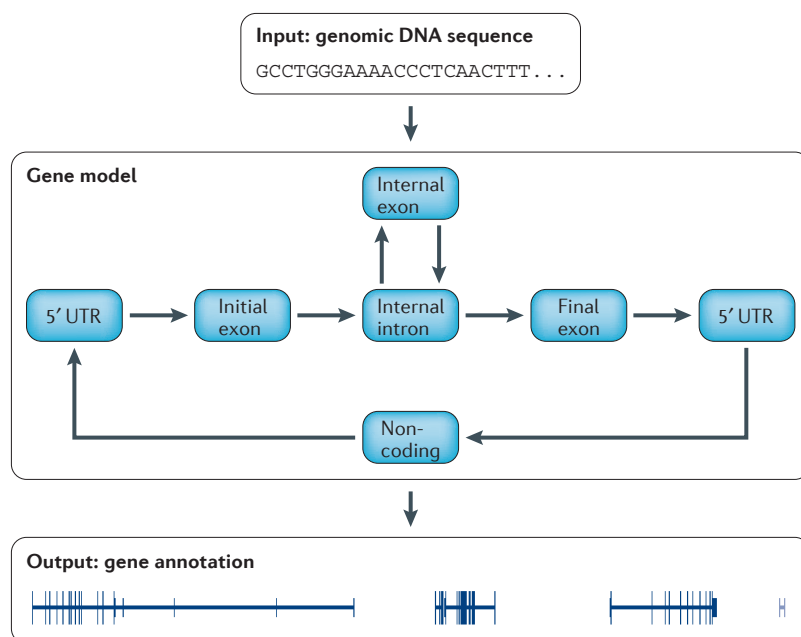 Input: genomic DNA sequence
GCCTGGGAAAACCCTCAACTTT...
Gene model
Internal
exon
5′ UTR
Initial
exon
Internal
intron
Final
exon
5′ UTR
Non-
coding
Output: gene annotation